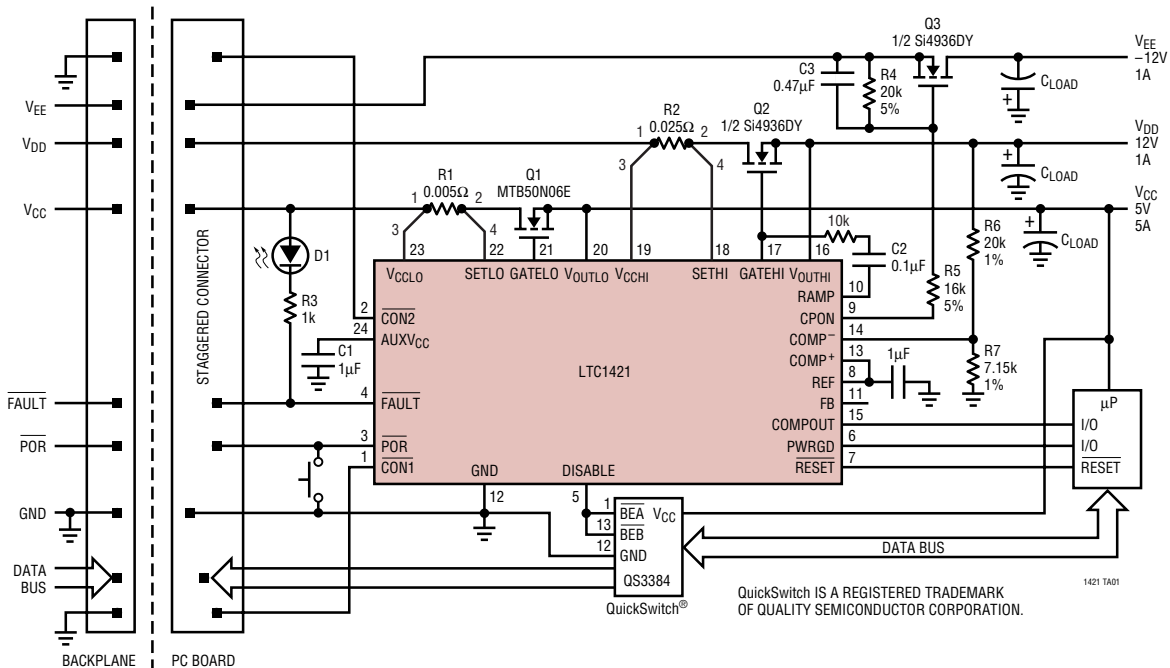 Q3
1/2 Si4936DY
VEE
–12V
1A
C3
0.47µF
R4
20k
5%
CLOAD
+
VEE
R2
0.025Ω
Q2
1/2 Si4936DY
VDD
12V
1A
VDD
1
2
3
4
CLOAD
+
R1
0.005Ω
Q1
MTB50N06E
VCC
5V
5A
VCC
1
2
3
4
CLOAD
+
10k
R6
20k
1%
C2
0.1µF
D1
R3
1k
R5
16k
5%
23
22
21
20
19
18
17
16
VCCLO
SETLO
GATELO
VOUTLO
VCCHI
SETHI
GATEHI
VOUTHI
RAMP
10
2
CON2
CPON
9
24
AUXVCC
COMP–
14
C1
1µF
COMP+
13
1µF
R7
7.15k
1%
LTC1421
REF
8
FAULT
4
FAULT
FB
11
µP
COMPOUT
15
I/O
POR
3
POR
PWRGD
6
I/O
1
CON1
RESET
7
RESET
GND
DISABLE
12
5
GND
1
BEA
VCC
13
BEB
12
GND
DATA BUS
DATA
BUS
QS3384
QuickSwitch®
QuickSwitch IS A REGISTERED TRADEMARK
OF QUALITY SEMICONDUCTOR CORPORATION.
1421 TA01
STAGGERED CONNECTOR
BACKPLANE
PC BOARD